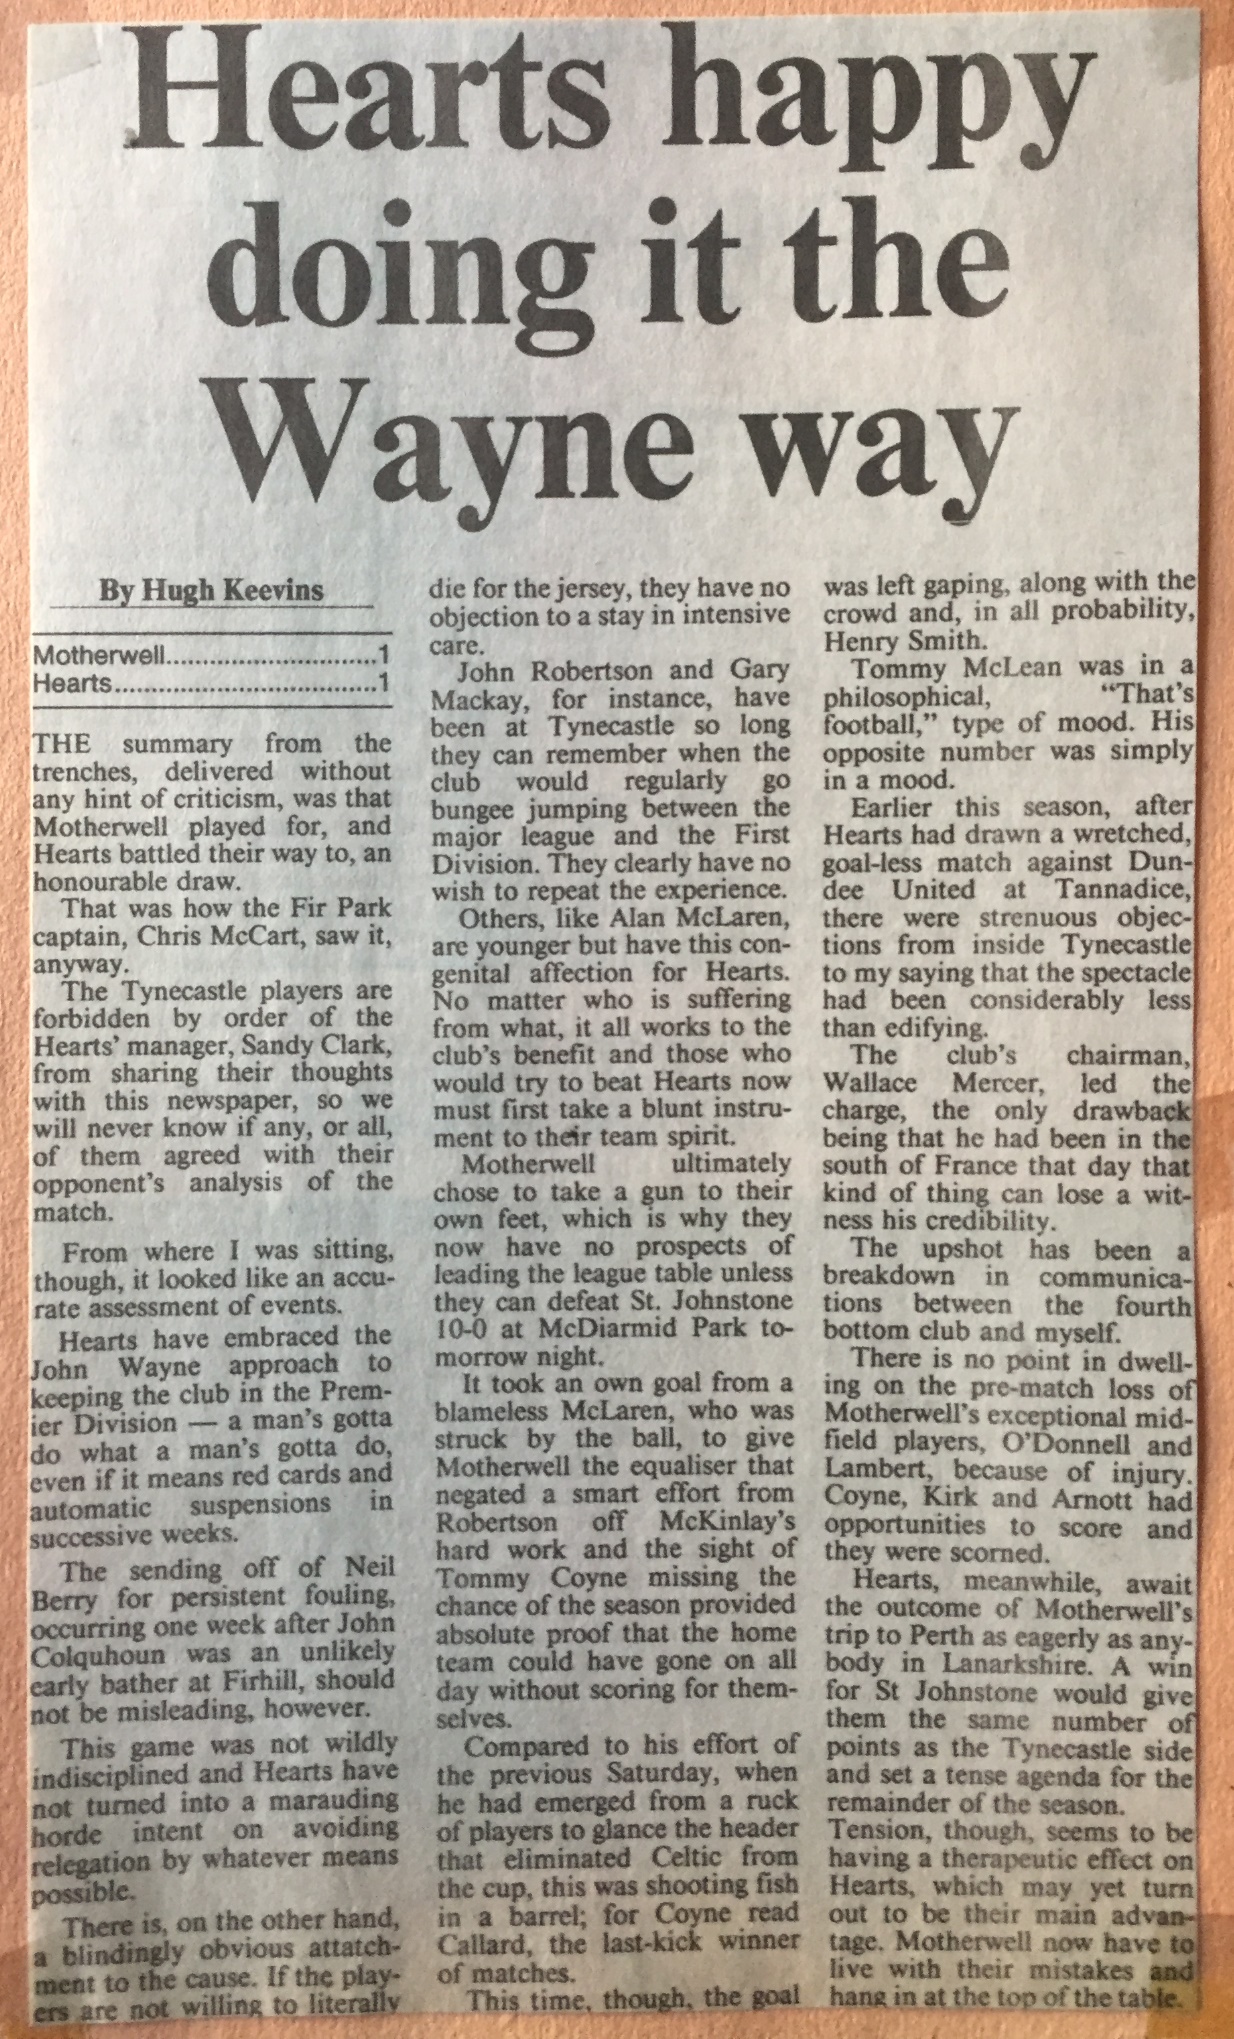 Hearts happy
doing it the
Wayne way
By Hugh Keevins
Motherwell..............................1
Hearts.....................................1
THE summary from the
trenches, delivered without
any hint of criticism, was that
Motherwell played for, and
Hearts battled their way to, an
honourable draw.
That was how the Fir Park
captain, Chris McCart, saw it,
anyway.
The Tynecastle players are
forbidden by order of the
Hearts' manager, Sandy Clark,
from sharing their thoughts
with this newspaper, so we
will never know if any, or all,
of them agreed with their
opponent's analysis of the
match.
From where I was sitting,
though, it looked like an accu-
rate assessment of events.
Hearts have embraced the
John Wayne approach to
keeping the club in the Prem-
ier Division — a man's gotta
do what a man's gotta do,
even if it means red cards and
automatic suspensions in
successive weeks.
The sending off of Neil
Berry for persistent fouling,
occurring one week after John
Colquhoun was an unlikely
early bather at Firhill, should
not be misleading, however.
This game was not wildly
indisciplined and Hearts have
not turned into a marauding
horde intent on avoiding
relegation by whatever means
possible.
There is, on the other hand,
a blindingly obvious attatch-
ment to the cause. If the play-
ers are not willing to literally
die for the jersey, they have no
objection to a stay in intensive
care.
John Robertson and Gary
Mackay, for instance, have
been at Tynecastle so long
they can remember when the
club would regularly go
bungee jumping between the
major league and the First
Division. They clearly have no
wish to repeat the experience.
Others, like Alan McLaren,
are younger but have this con-
genital affection for Hearts.
No matter who is suffering
from what, it all works to the
club's benefit and those who
would try to beat Hearts now
must first take a blunt instru-
ment to their team spirit.
Motherwell ultimately
chose to take a gun to their
own feet, which is why they
now have no prospects of
leading the league table unless
they can defeat St. Johnstone
10-0 at McDiarmid Park to-
morrow night.
It took an own goal from a
blameless McLaren, who was
struck by the ball, to give
Motherwell the equaliser that
negated a smart effort from
Robertson off McKinlay's
hard work and the sight of
Tommy Coyne missing the
chance of the season provided
absolute proof that the home
team could have gone on all
day without scoring for them-
selves.
Compared to his effort of
the previous Saturday, when
he had emerged from a ruck
of players to glance the header
that eliminated Celtic from
the cup, this was shooting fish
in a barrel; for Coyne read
Callard, the last-kick winner
of matches.
This time, though, the goal
was left gaping, along with the
crowd and, in all probability,
Henry Smith.
Tommy McLean was in a
philosophical, “That's
football,” type of mood. His
opposite number was simply
in a mood.
Earlier this season, after
Hearts had drawn a wretched,
goal-less match against Dun-
dee United at Tannadice,
there were strenuous objec-
tions from inside Tynecastle
to my saying that the spectacle
had been considerably less
than edifying.
The club's chairman,
Wallace Mercer, led the
charge, the only drawback
being that he had been in the
south of France that day that
kind of thing can lose a wit-
ness his credibility.
The upshot has been a
breakdown in communica-
tions between the fourth
bottom club and myself.
There is no point in dwell-
ing on the pre-match loss of
Motherwell's exceptional mid-
field players, O'Donnell and
Lambert, because of injury.
Coyne, Kirk and Arnott had
opportunities to score and
they were scorned.
Hearts, meanwhile, await
the outcome of Motherwell's
trip to Perth as eagerly as any-
body in Lanarkshire. A win
for St Johnstone would give
them the same number of
points as the Tynecastle side
and set a tense agenda for the
remainder of the season.
Tension, though, seems to be
having a therapeutic effect on
Hearts, which may yet turn
out to be their main advan-
tage. Motherwell now have to
live with their mistakes and
hang in at the top of the table.